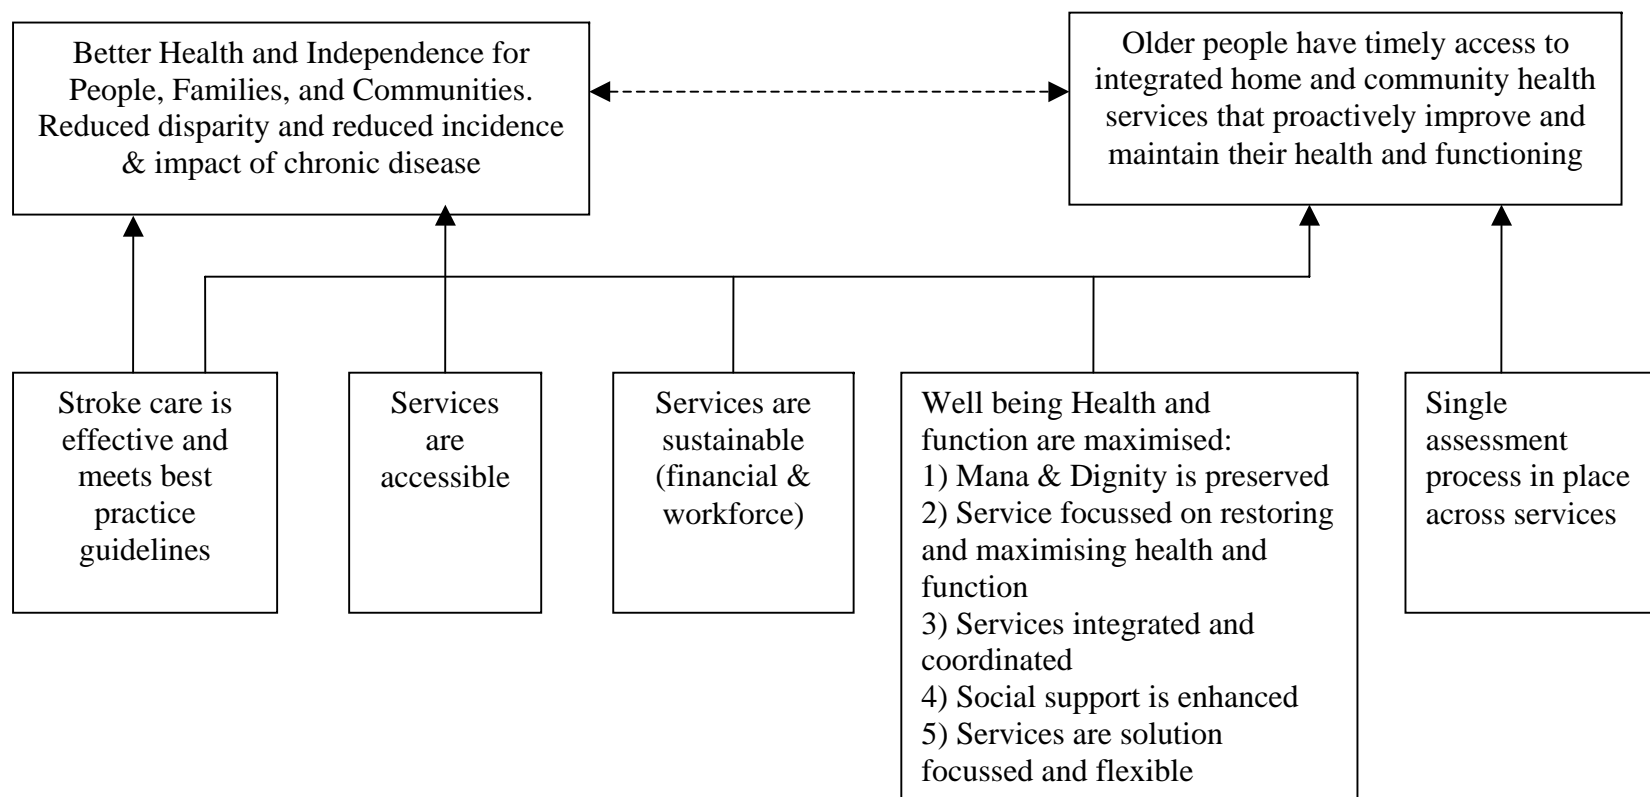 Better Health and Independence for
People, Families, and Communities.
Reduced disparity and reduced incidence
& impact of chronic disease
Older people have timely access to
integrated home and community health
services that proactively improve and
maintain their health and functioning
Stroke care is
effective and
meets best
practice
guidelines
Services
are
accessible
Services are
sustainable
(financial &
workforce)
Well being Health and
function are maximised:
1) Mana & Dignity is preserved
2) Service focussed on restoring
and maximising health and
function
3) Services integrated and
coordinated
4) Social support is enhanced
5) Services are solution
focussed and flexible
Single
assessment
process in place
across services